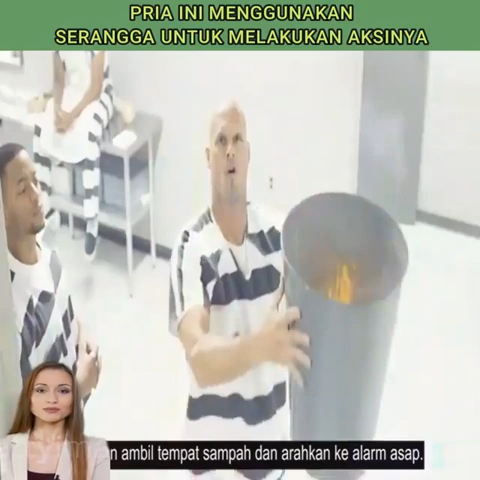 PRIA INI MENGGUNAKAN
SERANGGA UNTUK MELAKUKAN AKSINYA
ambil tempat sampah dan arahkan ke alarm asap.